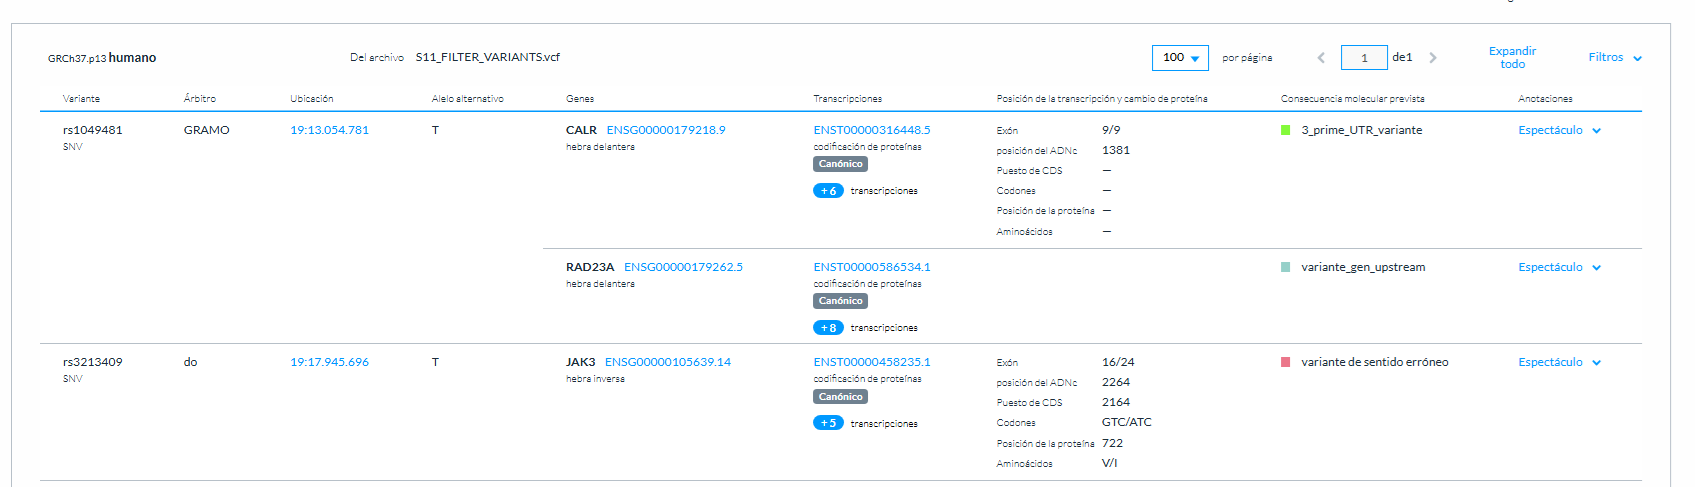 GRCh37.p13 humano Del archivo S11_FILTER_VARIANTS.vcf 100 por página 1 de1 Expandir todo Filtros
Variante Árbitro Ubicación Alelo alternativo Genes Transcripciones Posición de la transcripción y cambio de proteína Consecuencia molecular prevista Anotaciones
rs1049481 GRAMO 19:13.054.781 T CALR ENSG00000179218.9 ENST00000316448.5 Exón 9/9 3_prime_UTR_variante Espectáculo
SNV hebra delantera codificación de proteínas posición del ADNc 1381
Canónico Puesto de CDS —
+6 transcripciones Codones —
Posición de la proteína —
Aminoácidos —
RAD23A ENSG00000179262.5 ENST00000586534.1 variante_gen_upstream Espectáculo
hebra delantera codificación de proteínas
Canónico
+8 transcripciones
rs3213409 do 19:17.945.696 T JAK3 ENSG00000105639.14 ENST00000458235.1 Exón 16/24 variante de sentido erróneo Espectáculo
SNV hebra inversa codificación de proteínas posición del ADNc 2264
Canónico Puesto de CDS 2164
+5 transcripciones Codones GTC/ATC
Posición de la proteína 722
Aminoácidos V/I